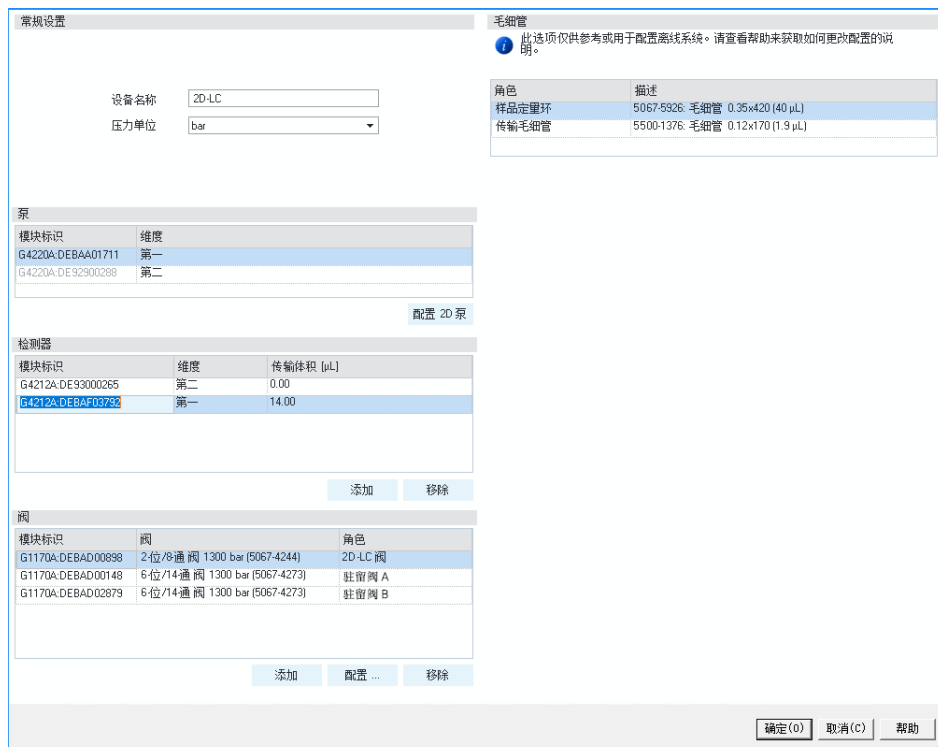 常规设置
设备名称 2D-LC
压力单位 bar
泵
模块标识 维度
G4220A:DEBAA01711 第一
G4220A:DE92900288 第二
配置 2D 泵
检测器
模块标识 维度 传输体积 [µL]
G4212A:DE93000265 第二 0.00
G4212A:DEBAF03792 第一 14.00
添加 移除
阀
模块标识 阀 角色
G1170A:DEBAD00898 2-位/8-通 阀 1300 bar (5067-4244) 2D-LC 阀
G1170A:DEBAD00148 6-位/14-通 阀 1300 bar (5067-4273) 驻留阀 A
G1170A:DEBAD02879 6-位/14-通 阀 1300 bar (5067-4273) 驻留阀 B
添加 配置 ... 移除
毛细管
此选项仅供参考或用于配置离线系统。请查看帮助来获取如何更改配置的说
明。
角色 描述
样品定量环 5067-5926: 毛细管 0.35x420 (40 µL)
传输毛细管 5500-1376: 毛细管 0.12x170 (1.9 µL)
确定(O) 取消(C) 帮助